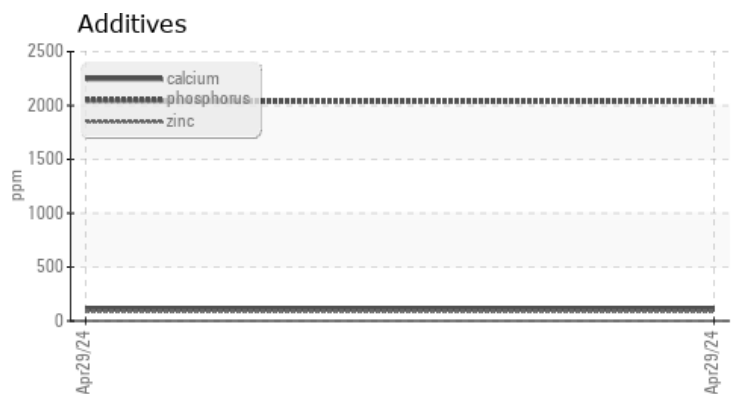 Additives
2500
2000
1500
1000
500
0
ppm
calcium
phosphorus
zinc
Apr29/24
Apr29/24